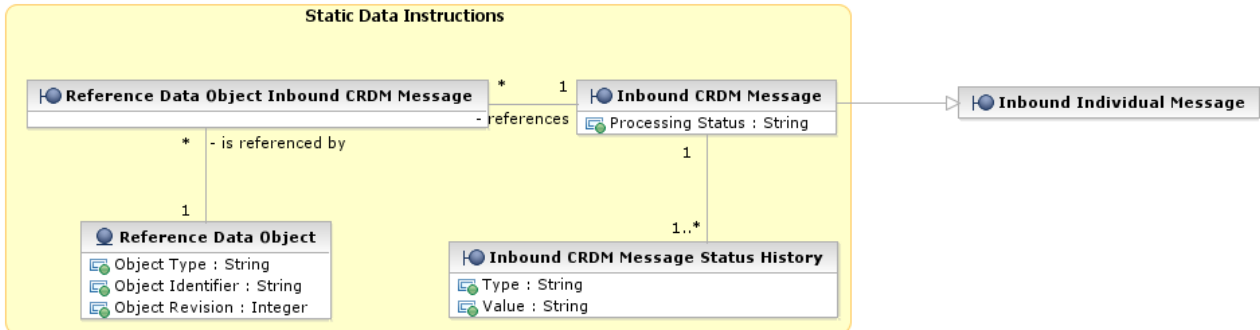 Static Data Instructions
Reference Data Object Inbound CRDM Message
*
1
- references
Inbound CRDM Message
Processing Status : String
Inbound Individual Message
*
- is referenced by
1
1
1..*
Reference Data Object
Object Type : String
Object Identifier : String
Object Revision : Integer
Inbound CRDM Message Status History
Type : String
Value : String